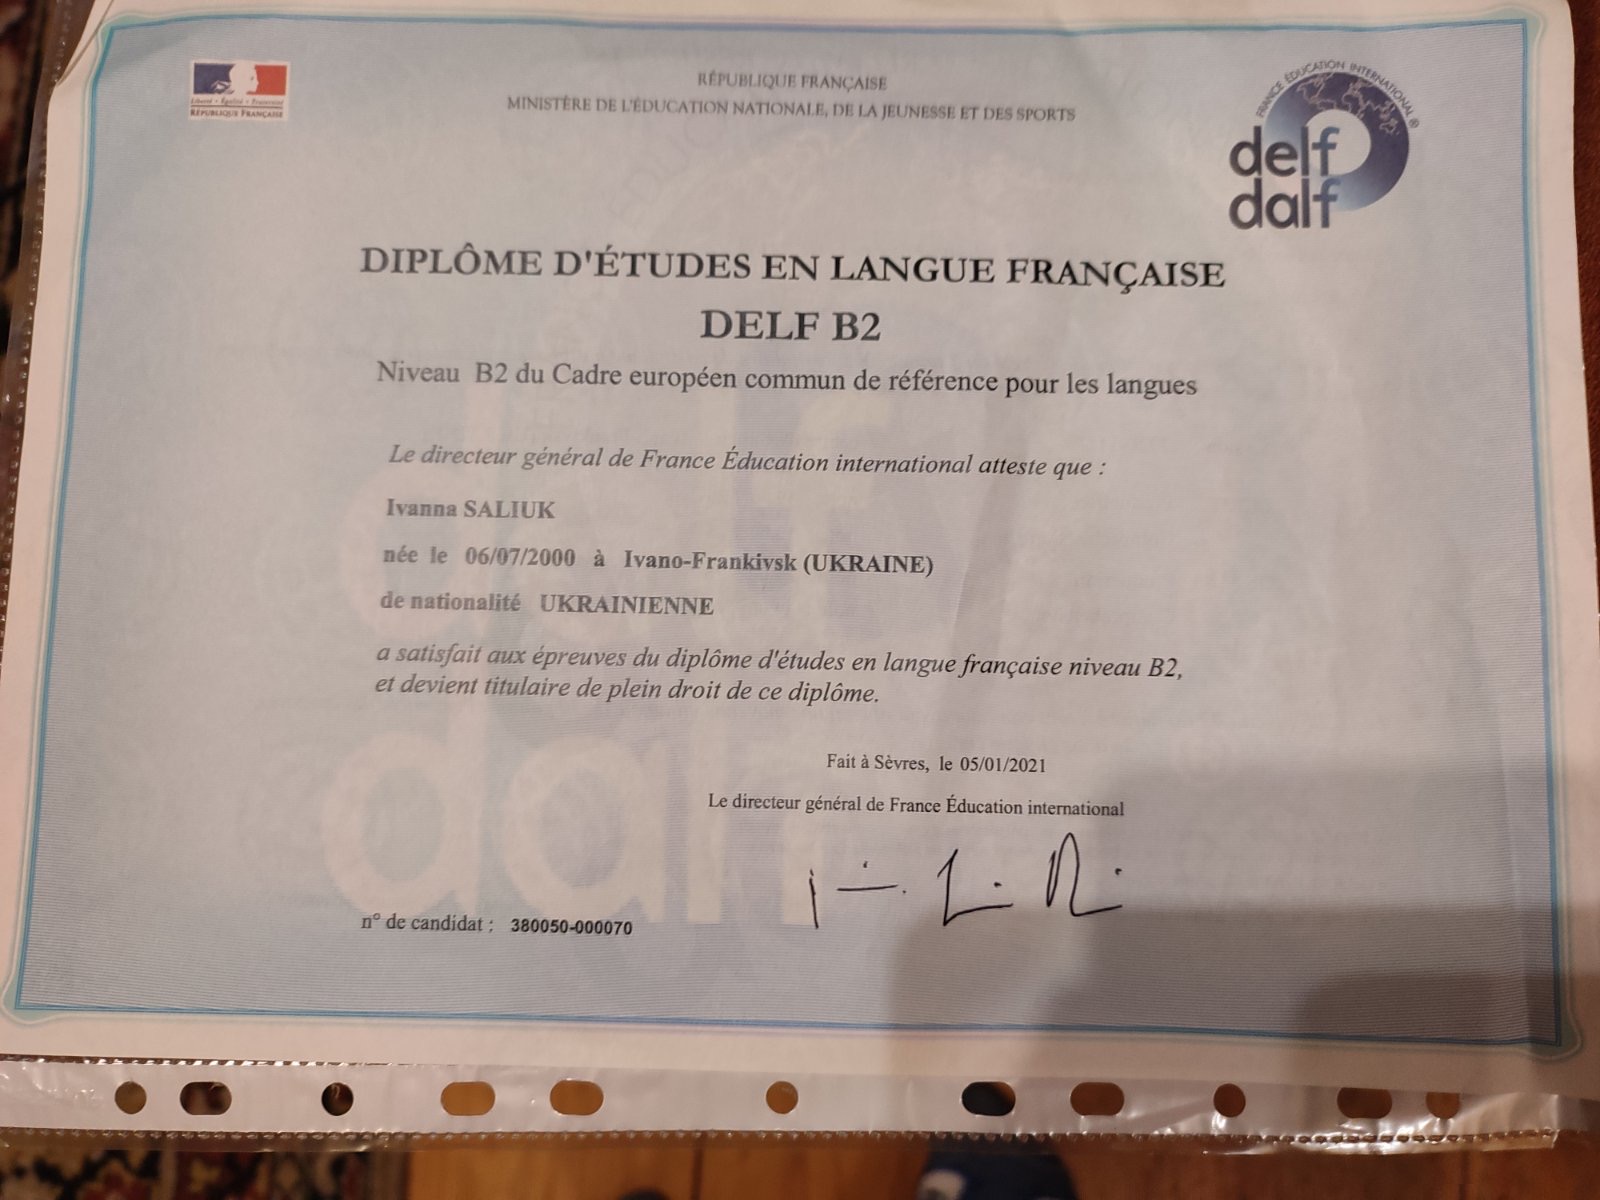 Liberté • Égalité • Fraternité
RÉPUBLIQUE FRANÇAISE
RÉPUBLIQUE FRANÇAISE
MINISTÈRE DE L'ÉDUCATION NATIONALE, DE LA JEUNESSE ET DES SPORTS
FRANCE ÉDUCATION INTERNATIONAL ®
delf
dalf
DIPLÔME D'ÉTUDES EN LANGUE FRANÇAISE
DELF B2
Niveau B2 du Cadre européen commun de référence pour les langues
Le directeur général de France Éducation international atteste que :
Ivanna SALIUK
née le 06/07/2000 à Ivano-Frankivsk (UKRAINE)
de nationalité UKRAINIENNE
a satisfait aux épreuves du diplôme d'études en langue française niveau B2,
et devient titulaire de plein droit de ce diplôme.
Fait à Sèvres, le 05/01/2021
Le directeur général de France Éducation international
n° de candidat : 380050-000070
delf
dalf